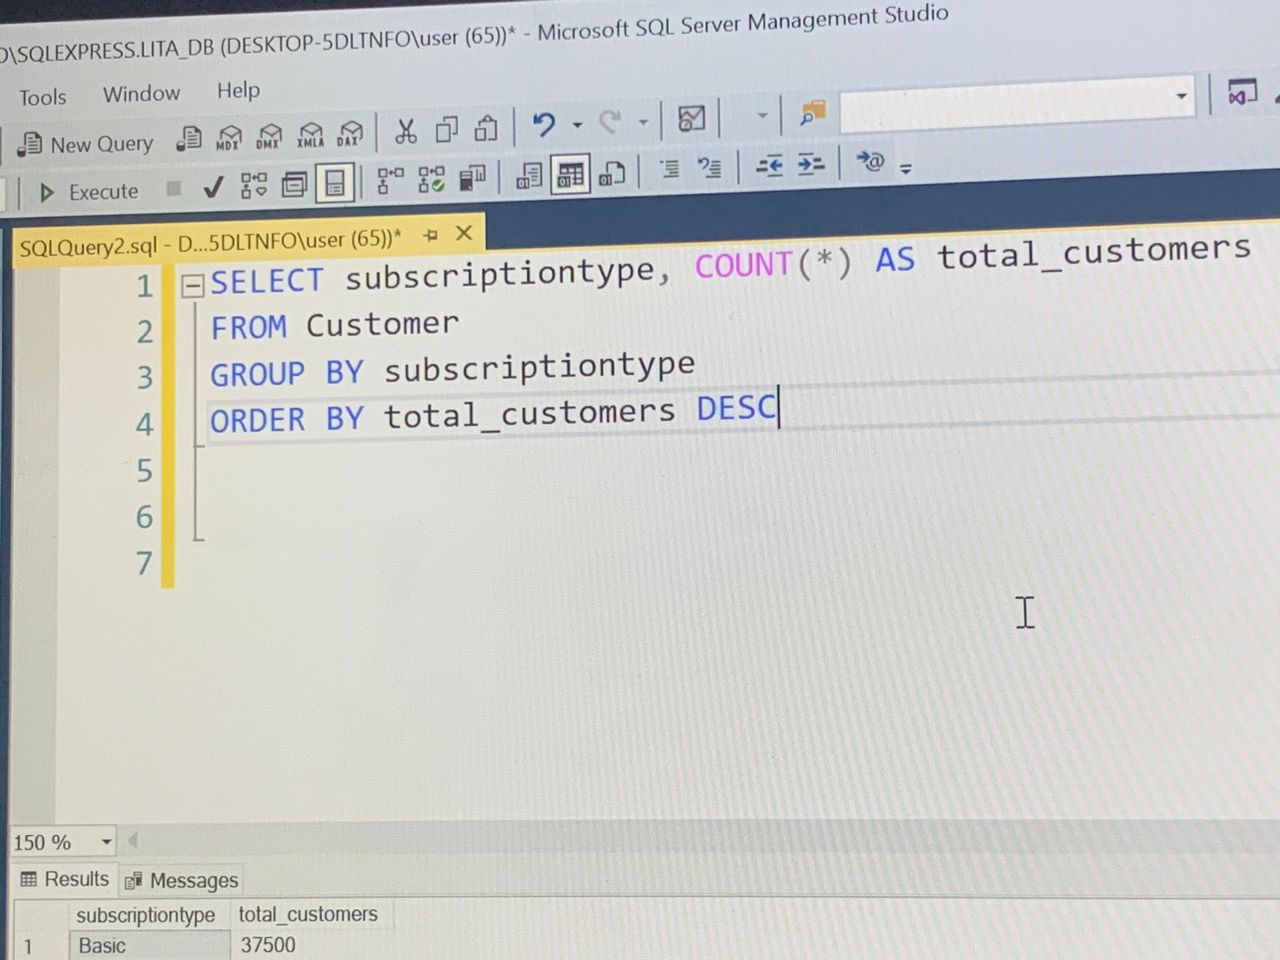 \SQLEXPRESS.LITA_DB (DESKTOP-5DLTNFO\user (65))* - Microsoft SQL Server Management Studio
Tools Window Help
New Query MDX DMX XMLA DAX
Execute
SQLQuery2.sql - D...5DLTNFO\user (65))*
1 SELECT subscriptiontype, COUNT(*) AS total_customers
2 FROM Customer
3 GROUP BY subscriptiontype
4 ORDER BY total_customers DESC
5
6
7
150 %
Results Messages
subscriptiontype total_customers
1 Basic 37500